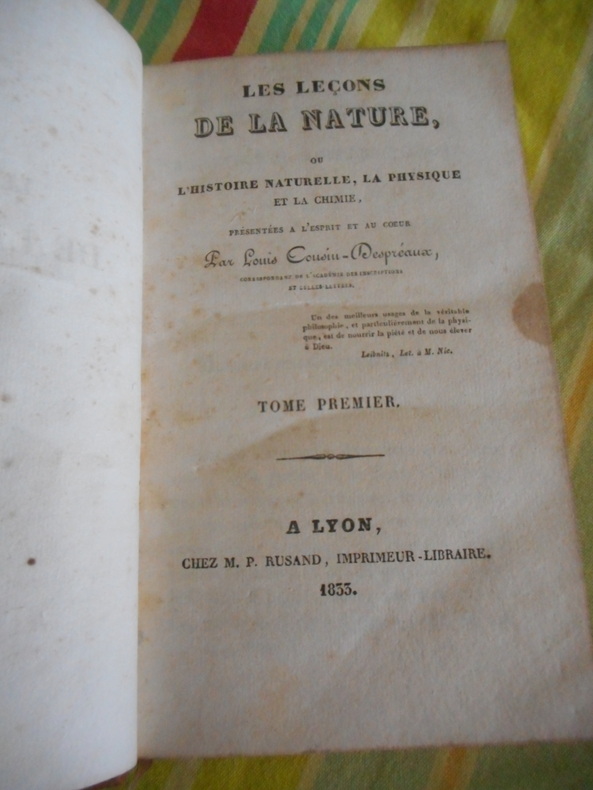 LES LEÇONS
DE LA NATURE,
OU
L'HISTOIRE NATURELLE, LA PHYSIQUE
ET LA CHIMIE,
PRÉSENTÉES A L'ESPRIT ET AU CŒUR
Par Louis Cousin-Despréaux,
CORRESPONDANT DE L'ACADÉMIE DES INSCRIPTIONS
ET BELLES LETTRES.
Un des meilleurs usages de la véritable
philosophie, et particulièrement de la physi-
que, est de nourrir la piété et de nous élever
à Dieu.
Leibnitz, Let. à M. Nic.
TOME PREMIER.
A LYON,
CHEZ M. P. RUSAND, IMPRIMEUR-LIBRAIRE.
1833.